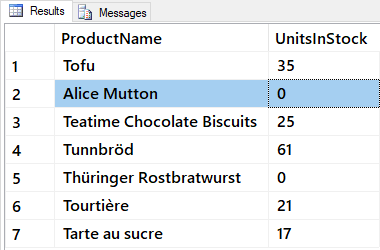 Results Messages
ProductName UnitsInStock
1 Tofu 35
2 Alice Mutton 0
3 Teatime Chocolate Biscuits 25
4 Tunnbröd 61
5 Thüringer Rostbratwurst 0
6 Tourtière 21
7 Tarte au sucre 17